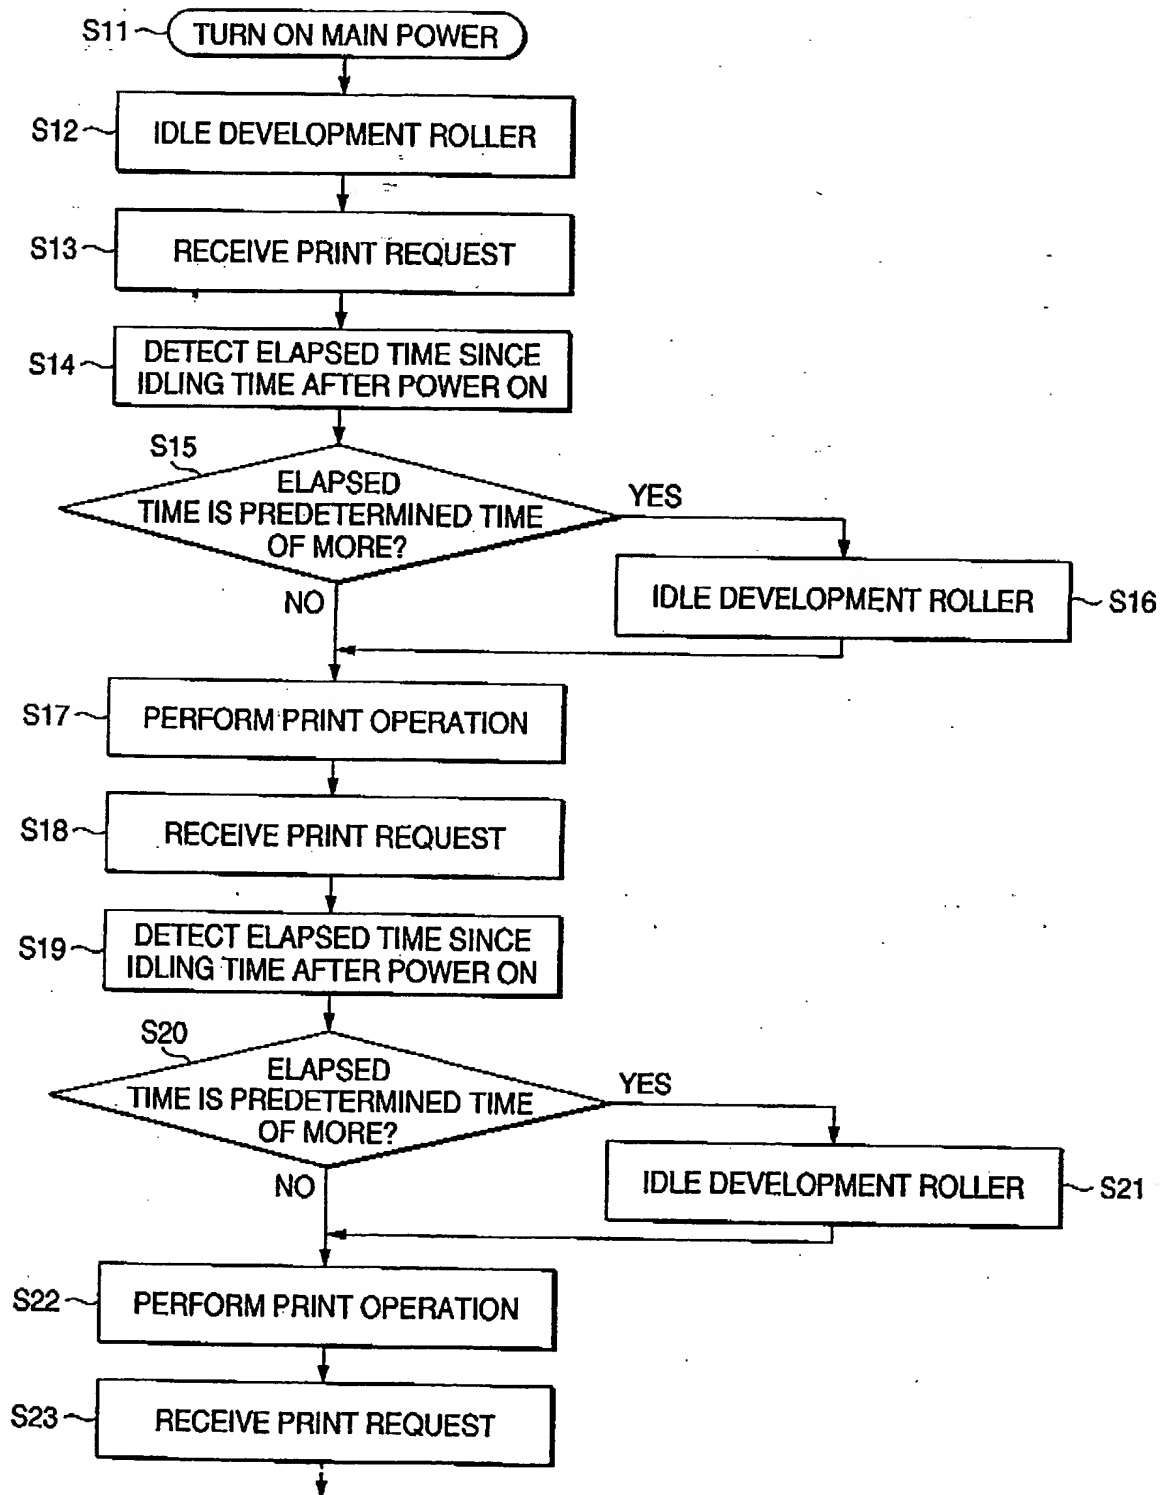 S11 TURN ON MAIN POWER
S12 IDLE DEVELOPMENT ROLLER
S13 RECEIVE PRINT REQUEST
S14 DETECT ELAPSED TIME SINCE
IDLING TIME AFTER POWER ON
S15
ELAPSED
TIME IS PREDETERMINED TIME
OF MORE?
YES
NO
IDLE DEVELOPMENT ROLLER S16
S17 PERFORM PRINT OPERATION
S18 RECEIVE PRINT REQUEST
S19 DETECT ELAPSED TIME SINCE
IDLING TIME AFTER POWER ON
S20
ELAPSED
TIME IS PREDETERMINED TIME
OF MORE?
YES
NO
IDLE DEVELOPMENT ROLLER S21
S22 PERFORM PRINT OPERATION
S23 RECEIVE PRINT REQUEST